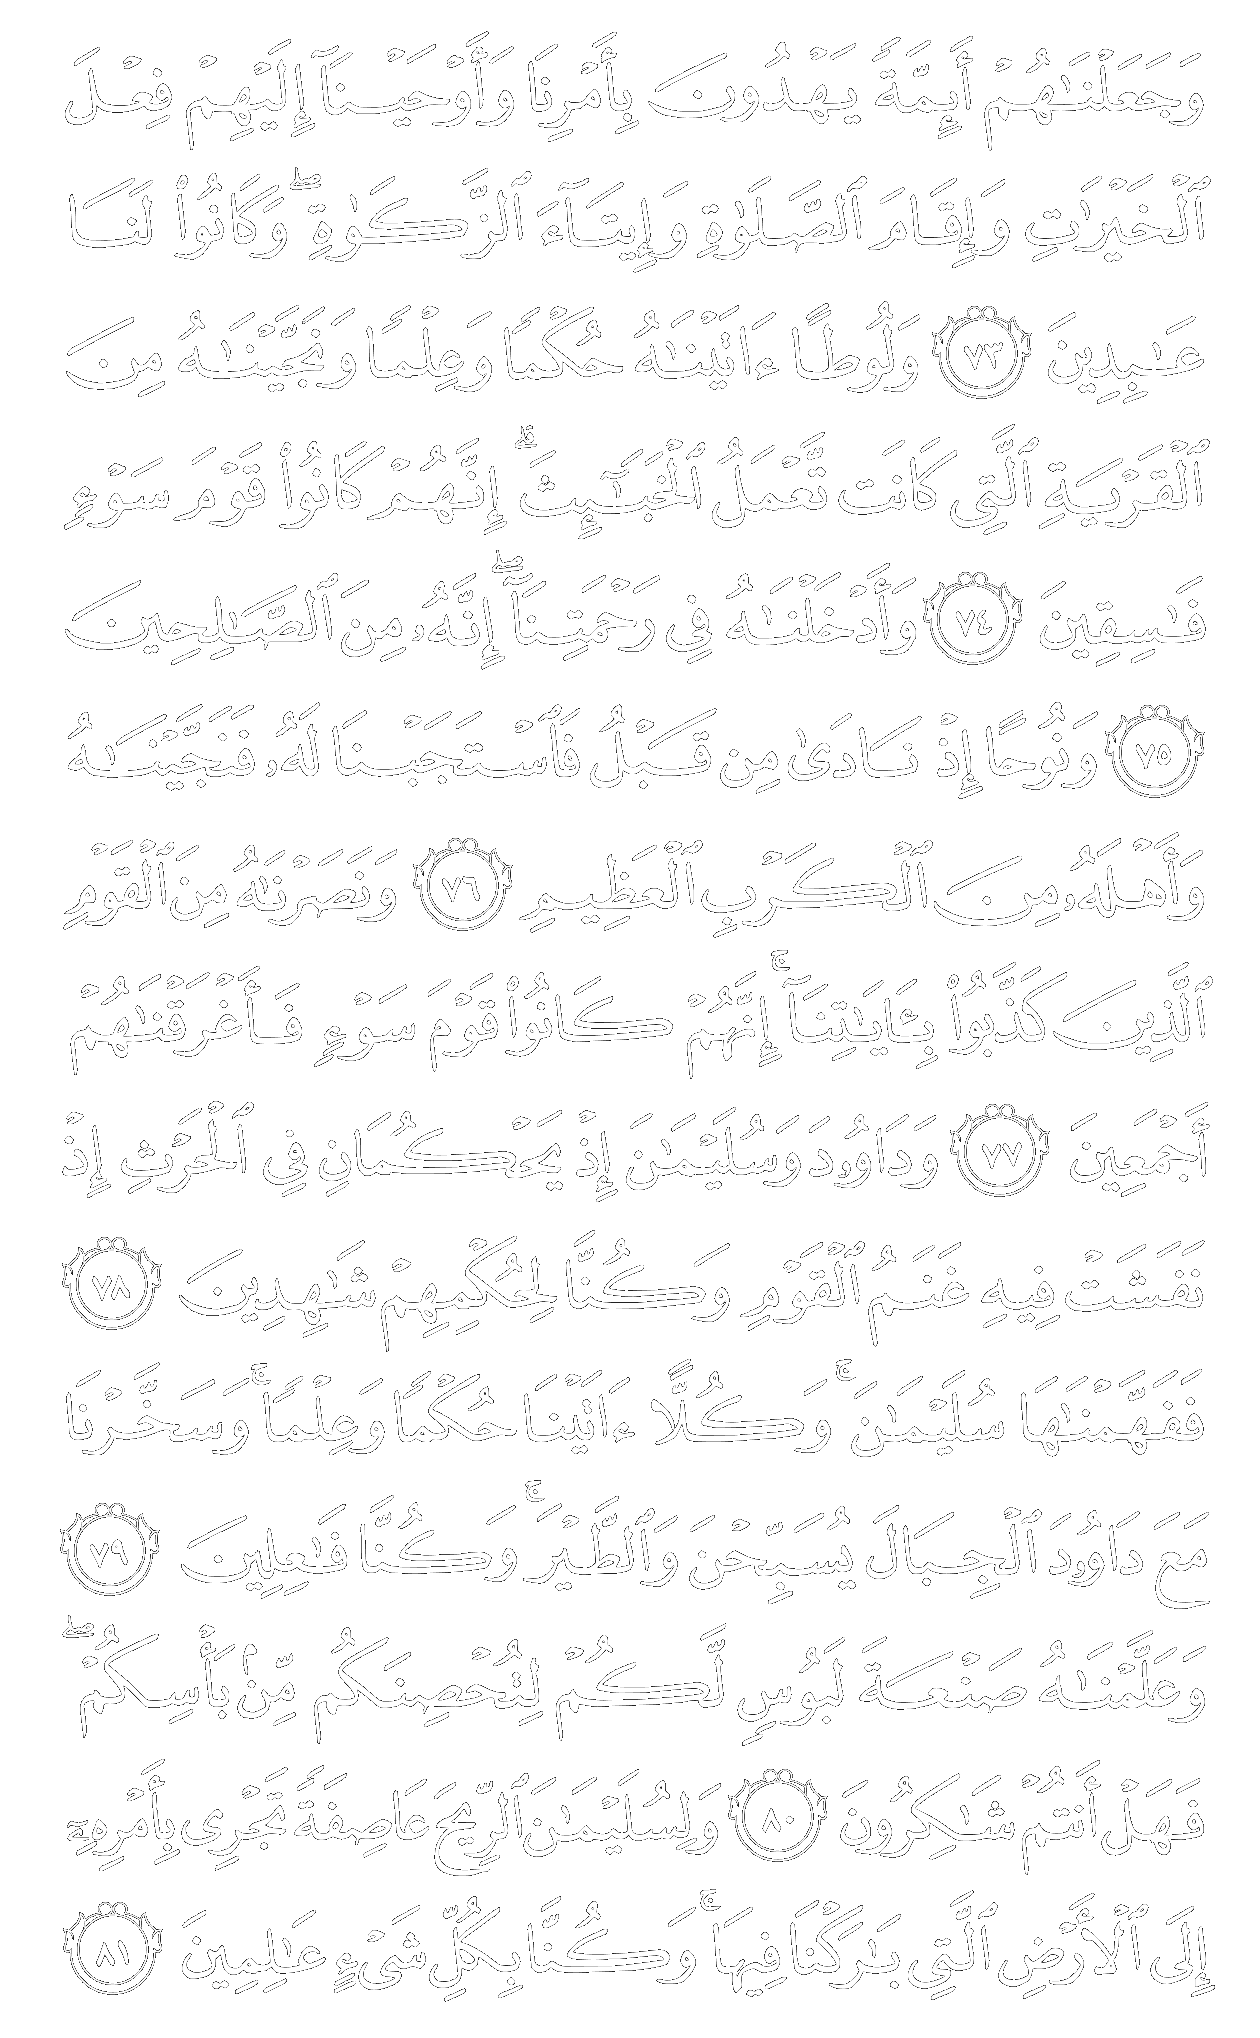 وَجَعَلْنَـٰهُمْ أَئِمَّةً يَهْدُونَ بِأَمْرِنَا وَأَوْحَيْنَآ إِلَيْهِمْ فِعْلَ
ٱلْخَيْرَٰتِ وَإِقَامَ ٱلصَّلَوٰةِ وَإِيتَآءَ ٱلزَّكَوٰةِ ۖ وَكَانُوا۟ لَنَا
عَـٰبِدِينَ ٧٣ وَلُوطًا ءَاتَيْنَـٰهُ حُكْمًا وَعِلْمًا وَنَجَّيْنَـٰهُ مِنَ
ٱلْقَرْيَةِ ٱلَّتِى كَانَت تَّعْمَلُ ٱلْخَبَـٰٓئِثَ ۗ إِنَّهُمْ كَانُوا۟ قَوْمَ سَوْءٍ
فَـٰسِقِينَ ٧٤ وَأَدْخَلْنَـٰهُ فِى رَحْمَتِنَآ ۖ إِنَّهُۥ مِنَ ٱلصَّـٰلِحِينَ
٧٥ وَنُوحًا إِذْ نَادَىٰ مِن قَبْلُ فَٱسْتَجَبْنَا لَهُۥ فَنَجَّيْنَـٰهُ
وَأَهْلَهُۥ مِنَ ٱلْكَرْبِ ٱلْعَظِيمِ ٧٦ وَنَصَرْنَـٰهُ مِنَ ٱلْقَوْمِ
ٱلَّذِينَ كَذَّبُوا۟ بِـَٔايَـٰتِنَآ ۚ إِنَّهُمْ كَانُوا۟ قَوْمَ سَوْءٍ فَأَغْرَقْنَـٰهُمْ
أَجْمَعِينَ ٧٧ وَدَاوُۥدَ وَسُلَيْمَـٰنَ إِذْ يَحْكُمَانِ فِى ٱلْحَرْثِ إِذْ
نَفَشَتْ فِيهِ غَنَمُ ٱلْقَوْمِ وَكُنَّا لِحُكْمِهِمْ شَـٰهِدِينَ ٧٨
فَفَهَّمْنَـٰهَا سُلَيْمَـٰنَ ۚ وَكُلًّا ءَاتَيْنَا حُكْمًا وَعِلْمًا ۚ وَسَخَّرْنَا
مَعَ دَاوُۥدَ ٱلْجِبَالَ يُسَبِّحْنَ وَٱلطَّيْرَ ۚ وَكُنَّا فَـٰعِلِينَ ٧٩
وَعَلَّمْنَـٰهُ صَنْعَةَ لَبُوسٍ لَّكُمْ لِتُحْصِنَكُم مِّنۢ بَأْسِكُمْ ۖ
فَهَلْ أَنتُمْ شَـٰكِرُونَ ٨٠ وَلِسُلَيْمَـٰنَ ٱلرِّيحَ عَاصِفَةً تَجْرِى بِأَمْرِهِۦٓ
إِلَى ٱلْأَرْضِ ٱلَّتِى بَـٰرَكْنَا فِيهَا ۚ وَكُنَّا بِكُلِّ شَىْءٍ عَـٰلِمِينَ ٨١